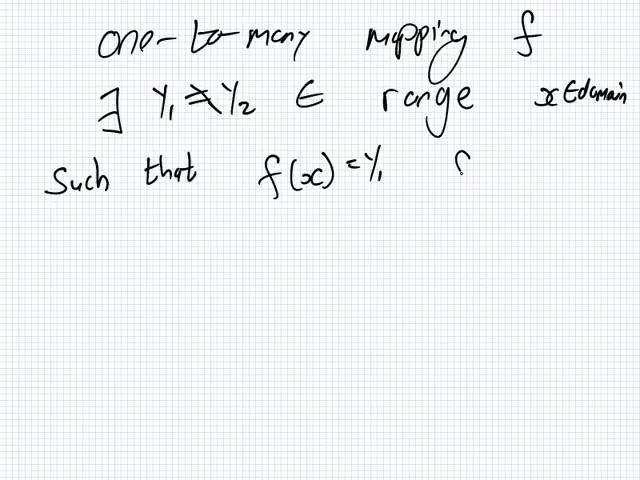 one-to-many mapping f
∃ y₁ ≠ y₂ ∈ range x ∈ domain
such that f(x) = y₁